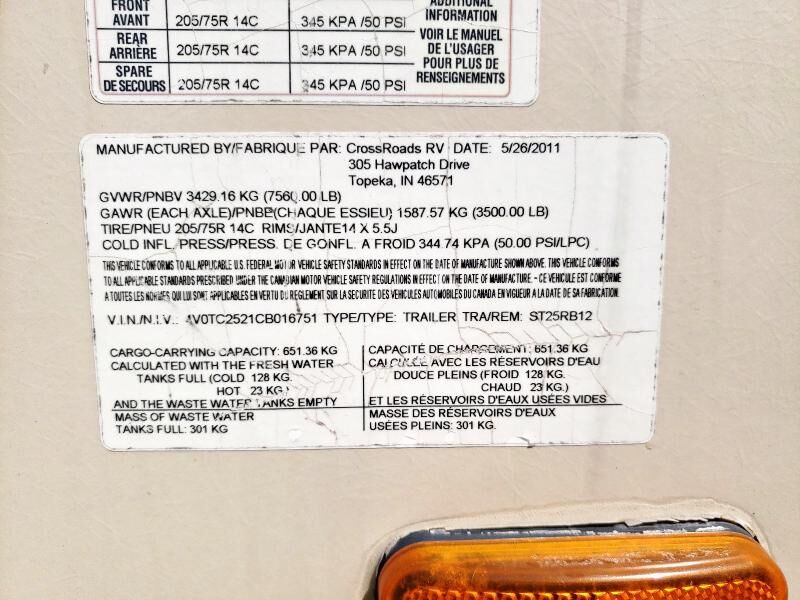 FRONT
AVANT 205/75R 14C 345 KPA /50 PSI
REAR
ARRIÈRE 205/75R 14C 345 KPA /50 PSI
SPARE
DE SECOURS 205/75R 14C 345 KPA /50 PSI
ADDITIONAL
INFORMATION
VOIR LE MANUEL
DE L'USAGER
POUR PLUS DE
RENSEIGNEMENTS
MANUFACTURED BY/FABRIQUE PAR: CrossRoads RV DATE: 5/26/2011
305 Hawpatch Drive
Topeka, IN 46571
GVWR/PNBV 3429.16 KG (7560.00 LB)
GAWR (EACH AXLE)/PNBE(CHAQUE ESSIEU) 1587.57 KG (3500.00 LB)
TIRE/PNEU 205/75R 14C RIMS/JANTE14 X 5.5J
COLD INFL. PRESS/PRESS. DE GONFL. A FROID 344.74 KPA (50.00 PSI/LPC)
THIS VEHICLE CONFORMS TO ALL APPLICABLE U.S. FEDERAL MOTOR VEHICLE SAFETY STANDARDS IN EFFECT ON THE DATE OF MANUFACTURE SHOWN ABOVE. THIS VEHICLE CONFORMS
TO ALL APPLICABLE STANDARDS PRESCRIBED UNDER THE CANADIAN MOTOR VEHICLE SAFETY REGULATIONS IN EFFECT ON THE DATE OF MANUFACTURE. - CE VEHICULE EST CONFORME
A TOUTES LES NORMES QUI LUI SONT APPLICABLES EN VERTU DU REGLEMENT SUR LA SECURITE DES VEHICULES AUTOMOBILES DU CANADA EN VIGUEUR A LA DATE DE SA FABRICATION.
V.I.N./N.I.V.: 4V0TC2521CB016751 TYPE/TYPE: TRAILER TRA/REM: ST25RB12
CARGO-CARRYING CAPACITY: 651.36 KG
CALCULATED WITH THE FRESH WATER
TANKS FULL (COLD 128 KG.
HOT 23 KG.)
AND THE WASTE WATER TANKS EMPTY
MASS OF WASTE WATER
TANKS FULL: 301 KG
CAPACITÉ DE CHARGEMENT: 651.36 KG
CALCULÉE AVEC LES RÉSERVOIRS D'EAU
DOUCE PLEINS (FROID 128 KG.
CHAUD 23 KG.)
ET LES RÉSERVOIRS D'EAUX USÉES VIDES
MASSE DES RÉSERVOIRS D'EAUX
USÉES PLEINS: 301 KG.